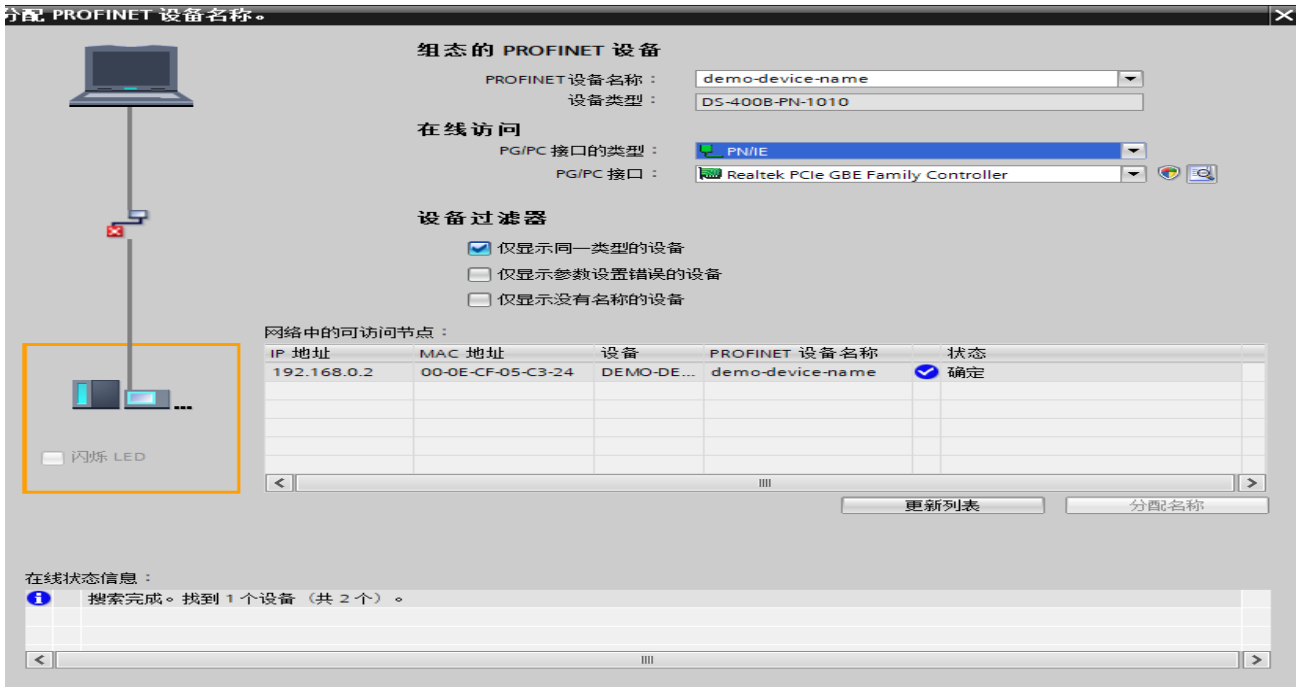 分配 PROFINET 设备名称。
组态的 PROFINET 设备
PROFINET设备名称： demo-device-name
设备类型： DS-400B-PN-1010
在线访问
PG/PC 接口的类型： PN/IE
PG/PC 接口： Realtek PCIe GBE Family Controller
设备过滤器
仅显示同一类型的设备
仅显示参数设置错误的设备
仅显示没有名称的设备
网络中的可访问节点：
IP 地址 MAC 地址 设备 PROFINET 设备名称 状态
192.168.0.2 00-0E-CF-05-C3-24 DEMO-DE... demo-device-name 确定
闪烁 LED
更新列表 分配名称
在线状态信息：
搜索完成。找到 1 个设备（共 2 个）。